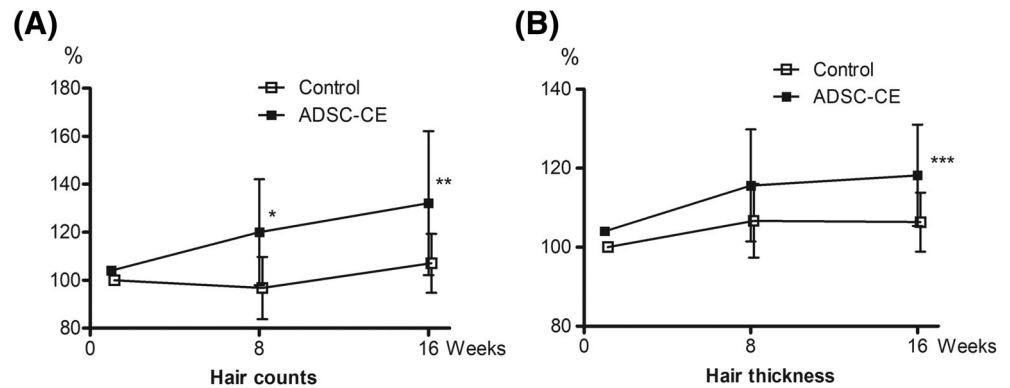 (A)
%
180
160
140
120
100
80
0
8
16 Weeks
Control
ADSC-CE
*
**
Hair counts
(B)
%
140
120
100
80
0
8
16 Weeks
Control
ADSC-CE
***
Hair thickness